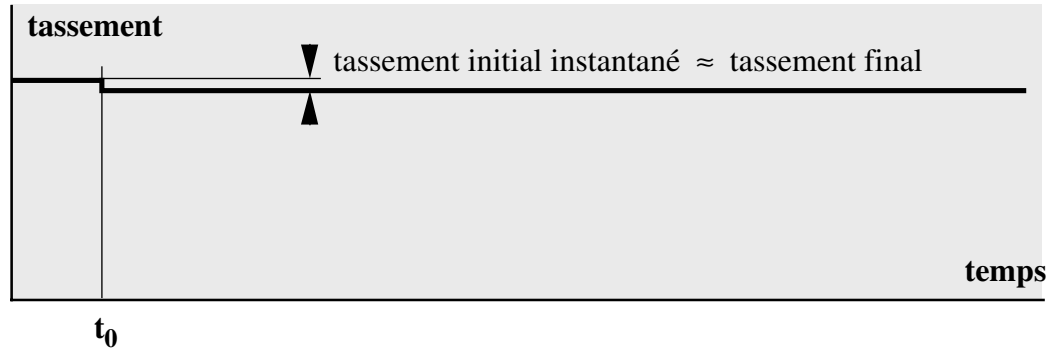 tassement
tassement initial instantané ≈ tassement final
temps
t₀